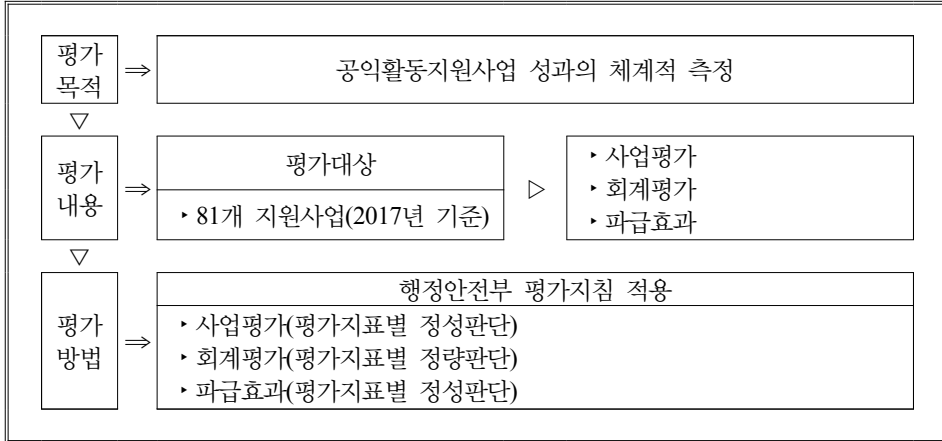 평가
목적
⇒
공익활동지원사업 성과의 체계적 측정
▽
평가
내용
⇒
평가대상
‣81개 지원사업(2017년 기준)
▷
‣사업평가
‣회계평가
‣파급효과
▽
평가
방법
⇒
행정안전부 평가지침 적용
‣사업평가(평가지표별 정성판단)
‣회계평가(평가지표별 정량판단)
‣파급효과(평가지표별 정성판단)